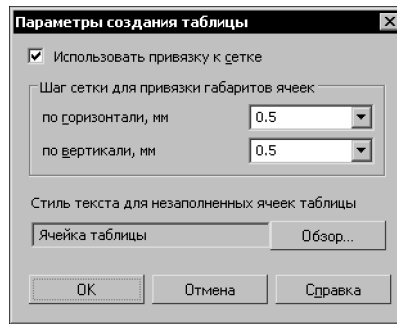 Параметры создания таблицы
Использовать привязку к сетке
Шаг сетки для привязки габаритов ячеек
по горизонтали, мм 0.5
по вертикали, мм 0.5
Стиль текста для незаполненных ячеек таблицы
Ячейка таблицы Обзор...
OK Отмена Справка